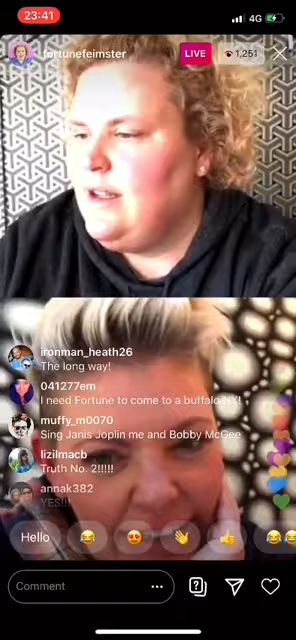 23:41
4G
fortunefeimster
LIVE
1,251
ironman_heath26
The long way!
041277em
I need Fortune to come to a buffalo NY!
muffy_m0070
Sing Janis Joplin me and Bobby McGee
lizilmacb
Truth No. 2!!!!!
annak382
YES!!!
Hello
Comment